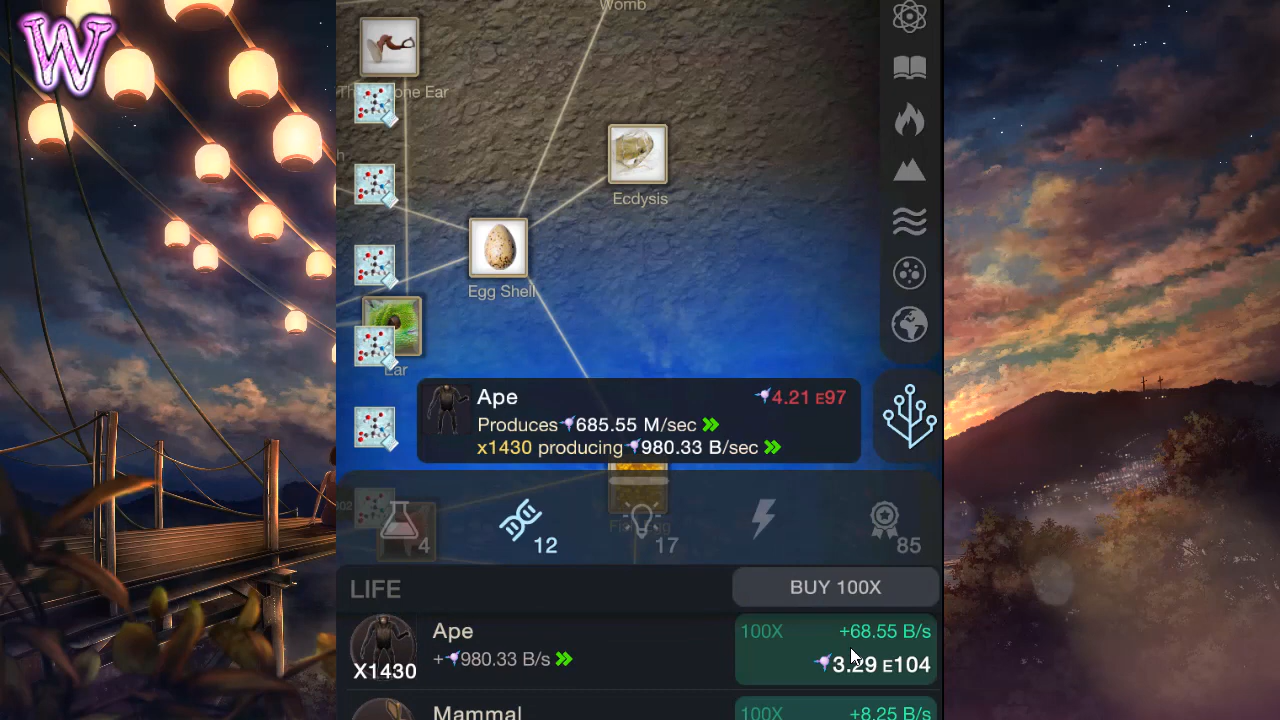 W
Womb
one Ear
Ecdysis
Egg Shell
Ear
Ape
4.21 E97
Produces 685.55 M/sec
x1430 producing 980.33 B/sec
4
12
17
85
LIFE
BUY 100X
Ape
100X
+68.55 B/s
X1430
+ 980.33 B/s
3.29 E104
Mammal
100X
+8.25 B/s